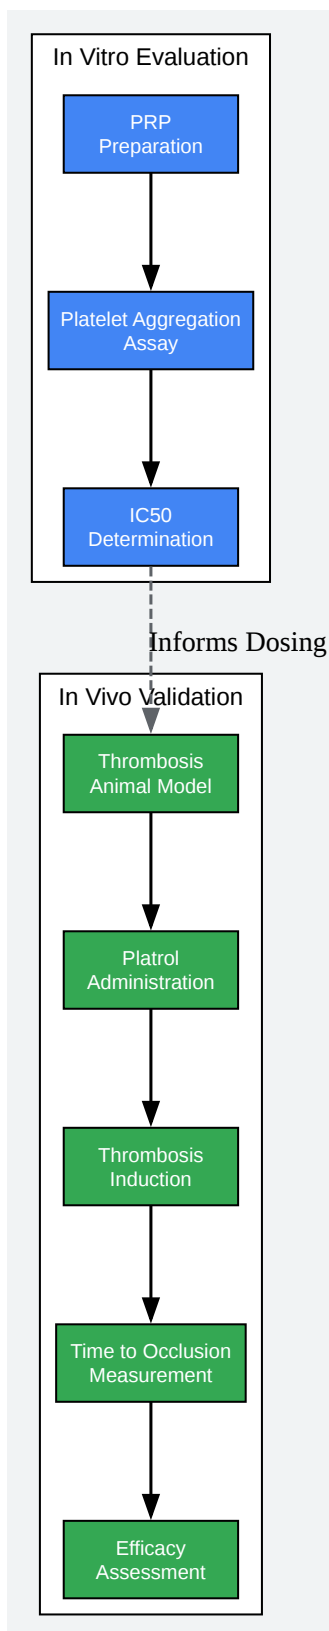 In Vitro Evaluation
PRP
Preparation
Platelet Aggregation
Assay
IC50
Determination
Informs Dosing
In Vivo Validation
Thrombosis
Animal Model
Platrol
Administration
Thrombosis
Induction
Time to Occlusion
Measurement
Efficacy
Assessment